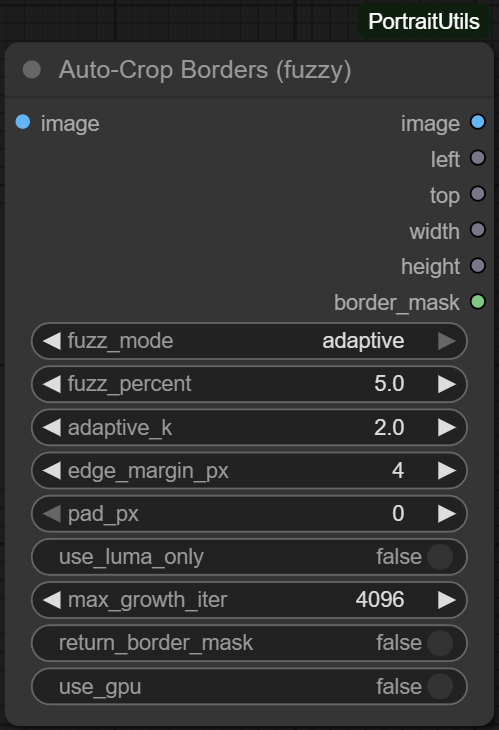 PortraitUtils
Auto-Crop Borders (fuzzy)
image image
left
top
width
height
border_mask
fuzz_mode adaptive
fuzz_percent 5.0
adaptive_k 2.0
edge_margin_px 4
pad_px 0
use_luma_only false
max_growth_iter 4096
return_border_mask false
use_gpu false